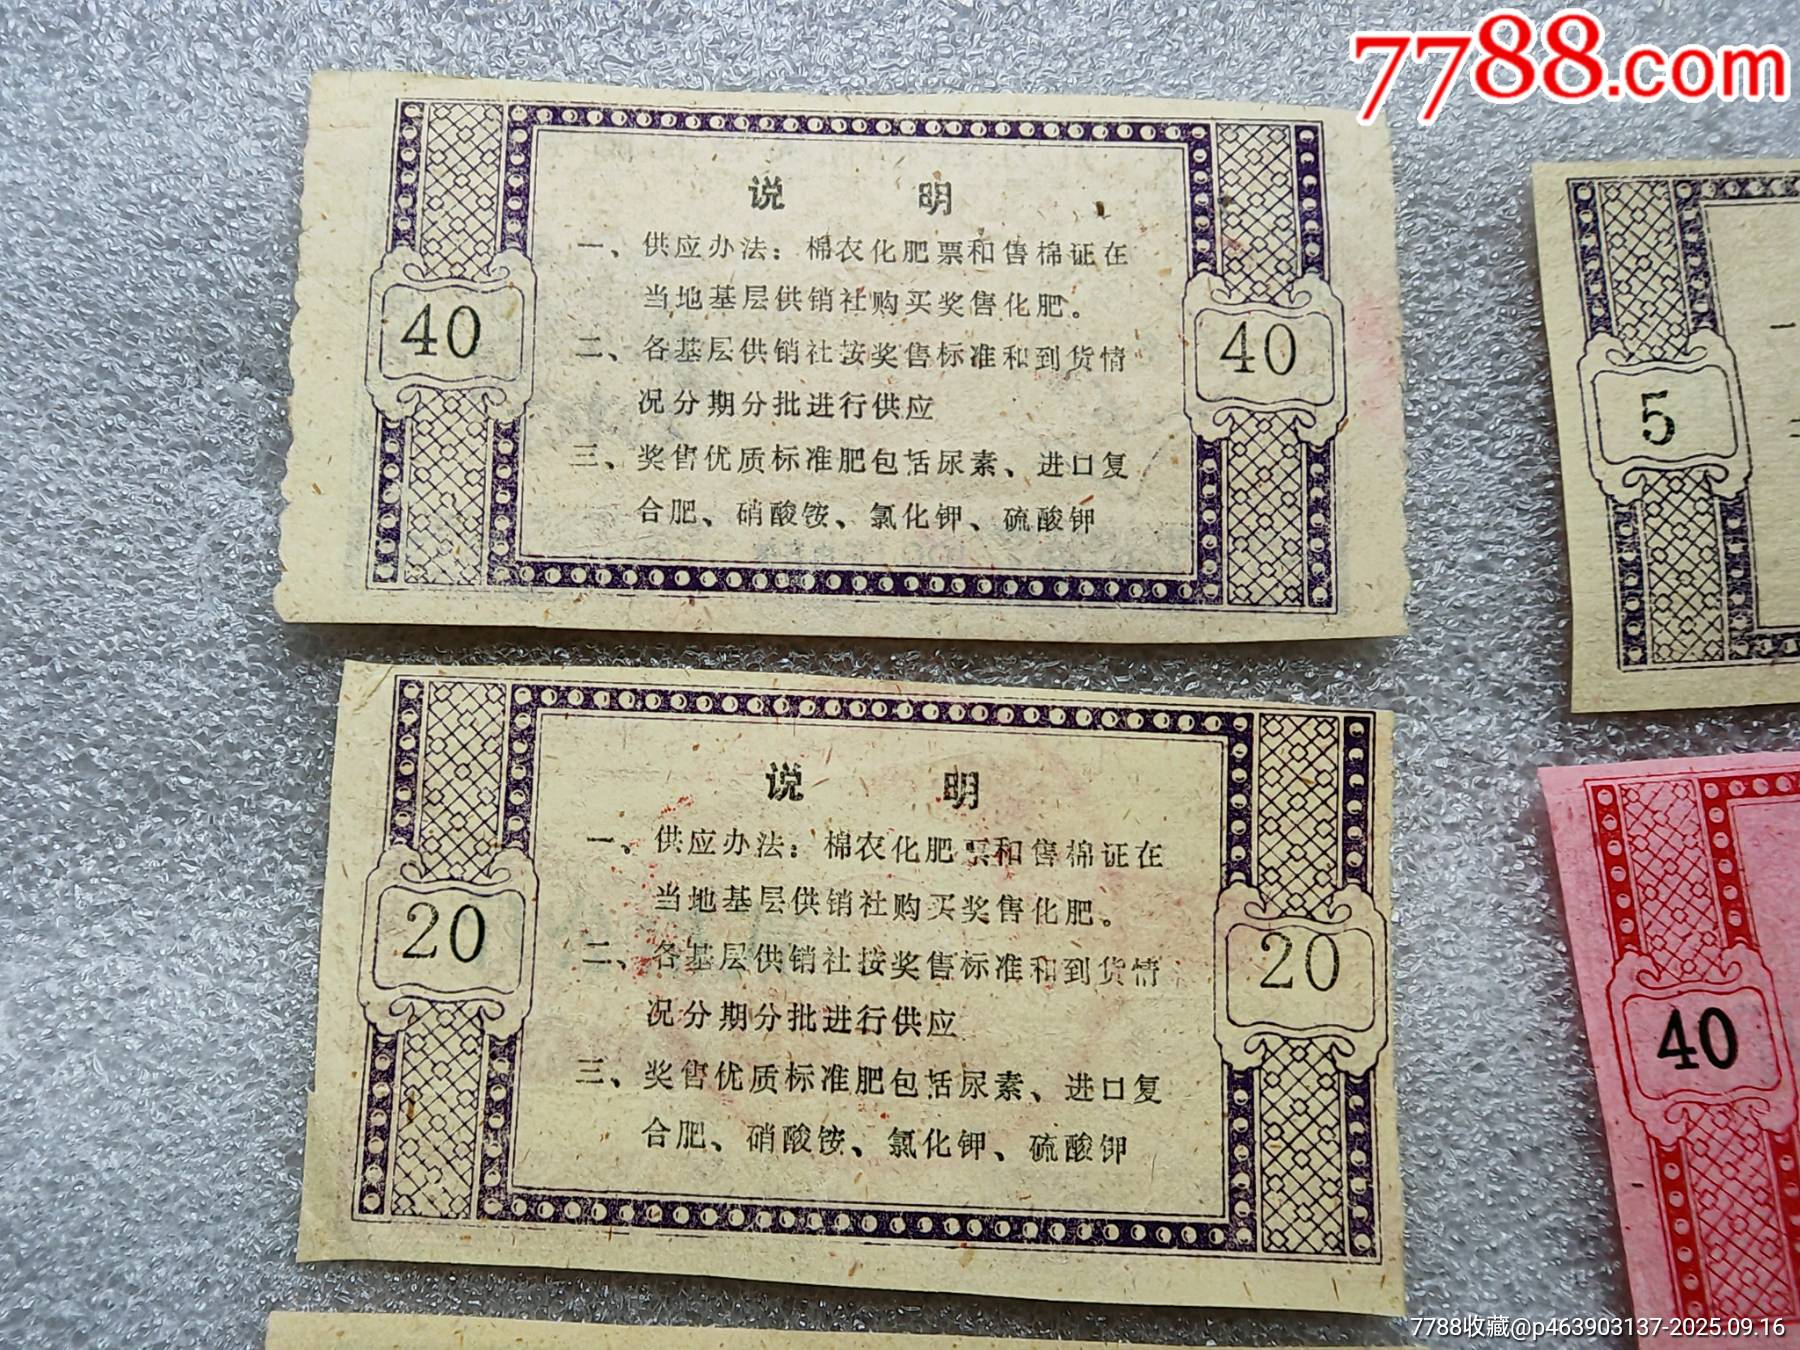 7788.com
说 明
一、供应办法：棉农化肥票和售棉证在
当地基层供销社购买奖售化肥。
二、各基层供销社按奖售标准和到货情
况分期分批进行供应
三、奖售优质标准肥包括尿素、进口复
合肥、硝酸铵、氯化钾、硫酸钾
40
40
说 明
一、供应办法：棉农化肥票和售棉证在
当地基层供销社购买奖售化肥。
二、各基层供销社按奖售标准和到货情
况分期分批进行供应
三、奖售优质标准肥包括尿素、进口复
合肥、硝酸铵、氯化钾、硫酸钾
20
20
5
一
二
40
7788收藏@p463903137-2025.09.16